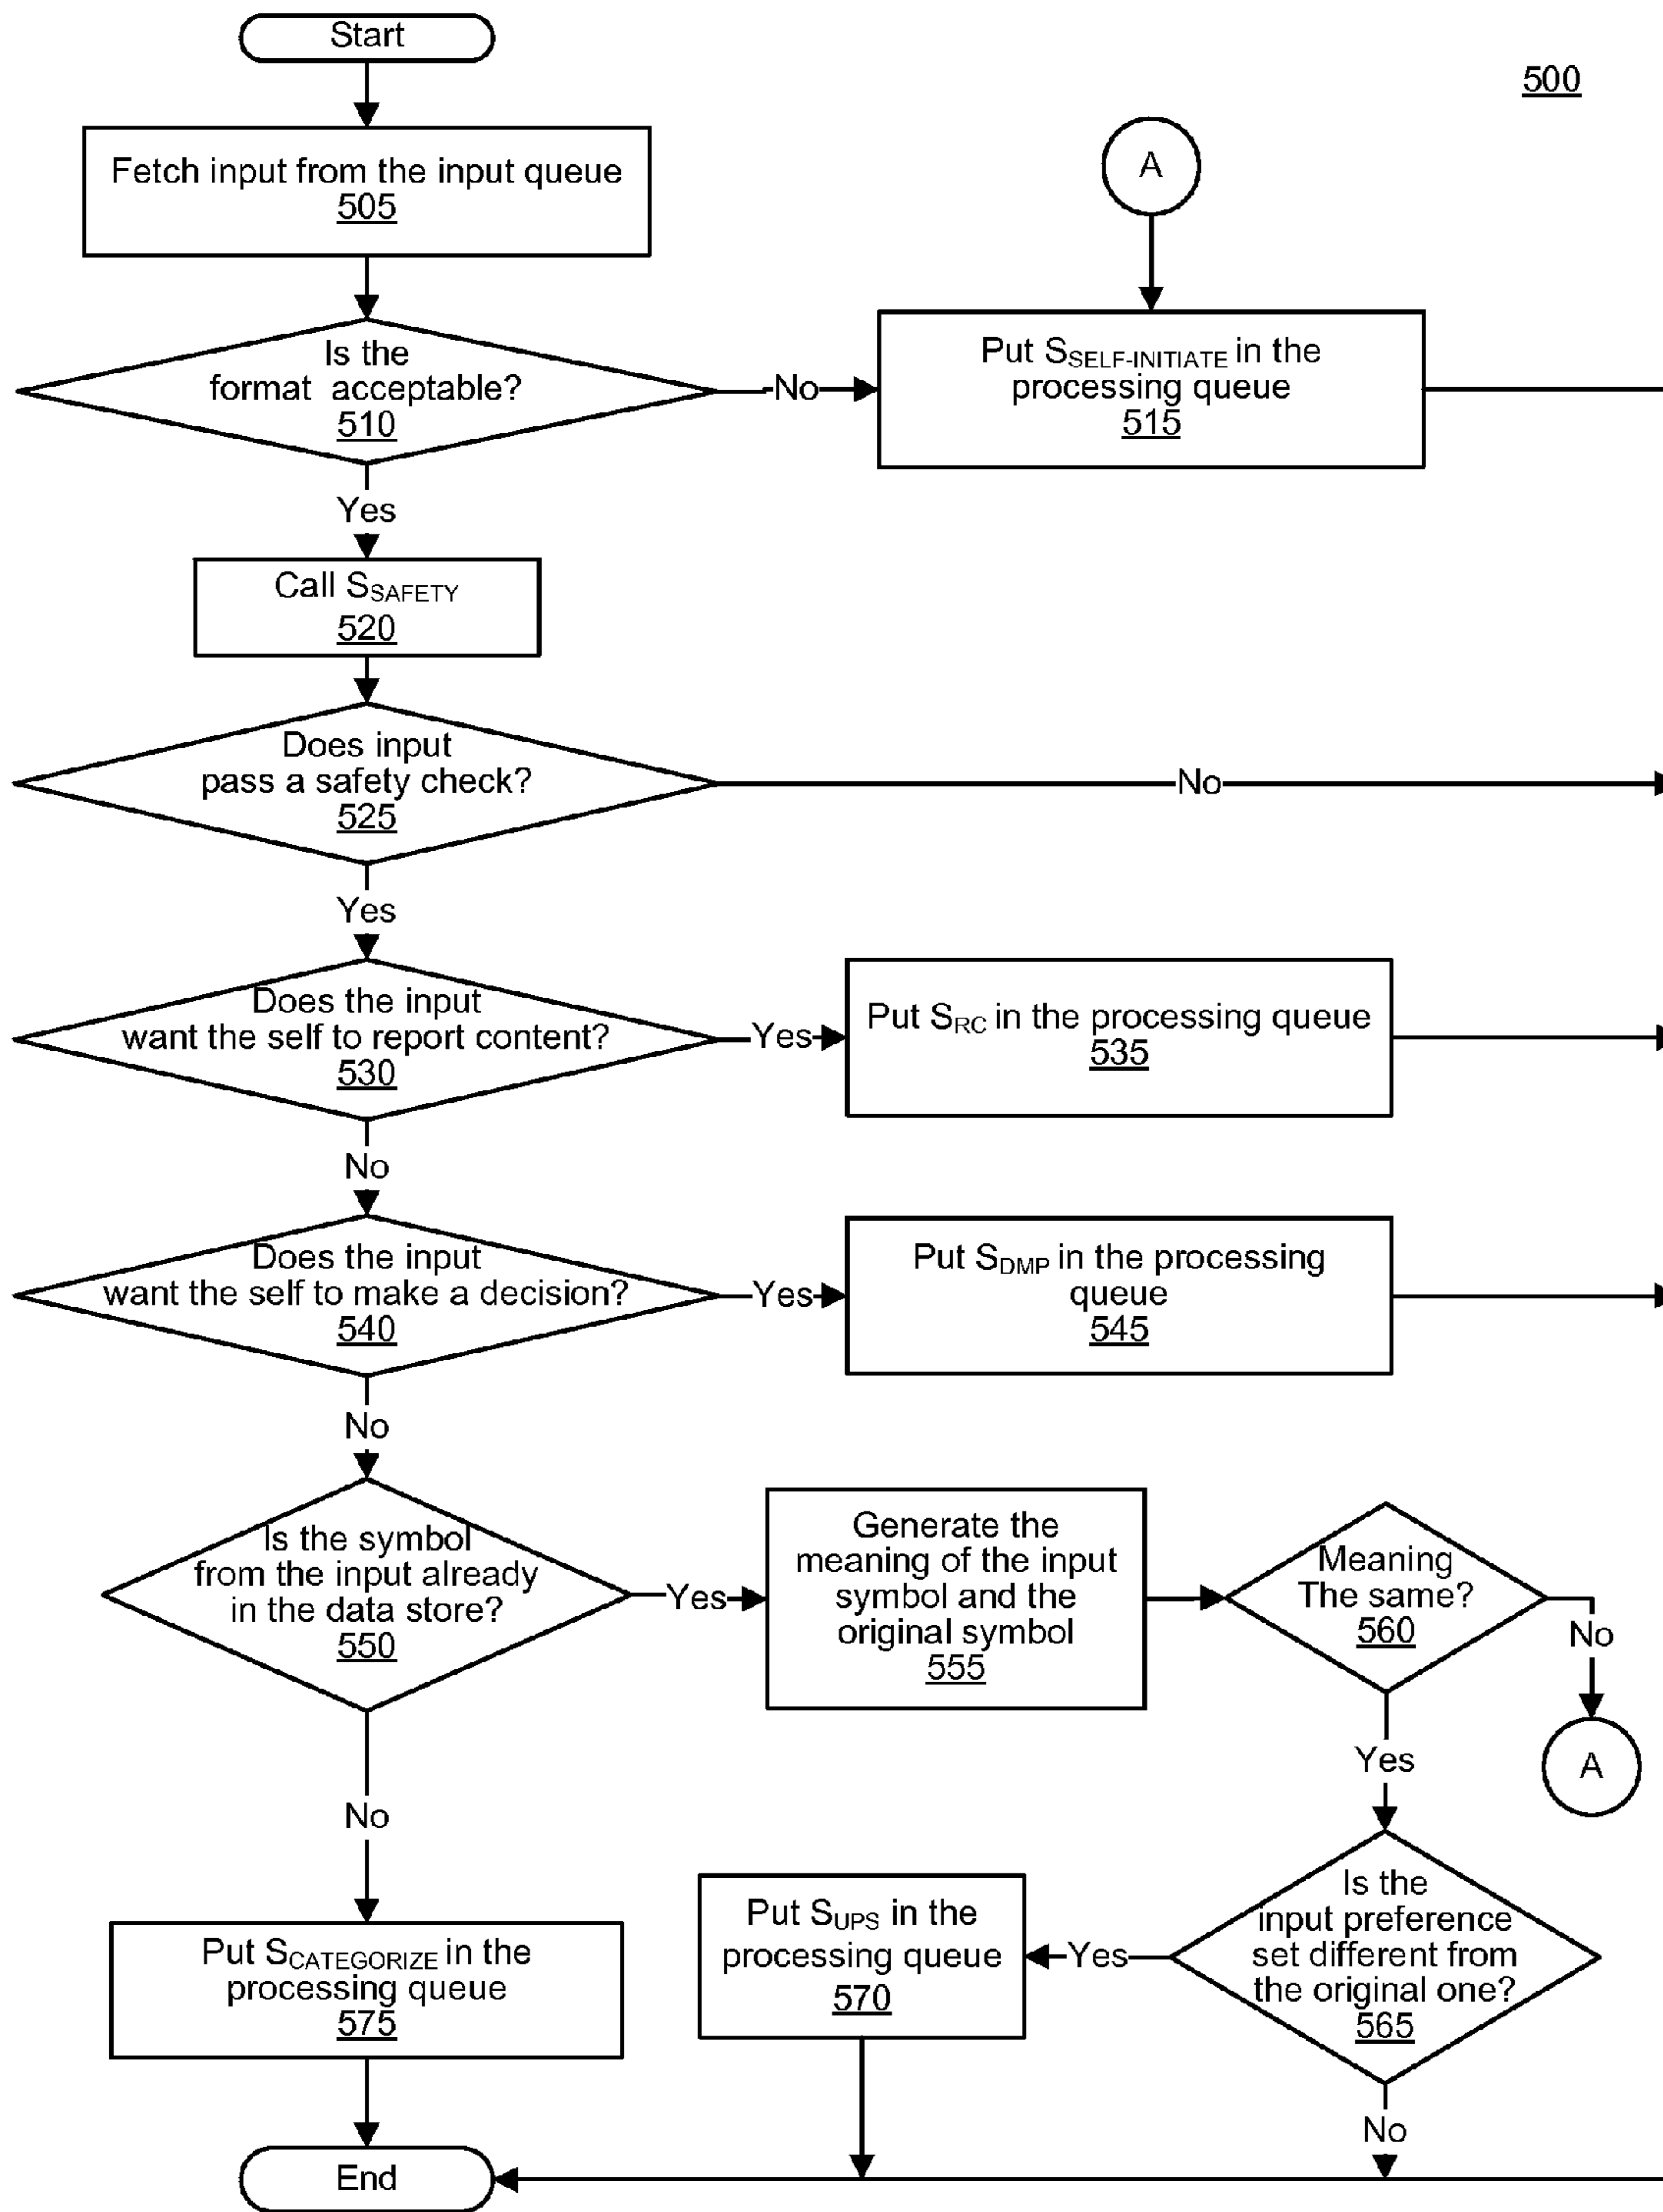 Start
500
Fetch input from the input queue
505
A
Is the
format acceptable?
510
No
Put SSELF-INITIATE in the
processing queue
515
Yes
Call SSAFETY
520
Does input
pass a safety check?
525
No
Yes
Does the input
want the self to report content?
530
Yes
Put SRC in the processing queue
535
No
Does the input
want the self to make a decision?
540
Yes
Put SDMP in the processing
queue
545
No
Is the symbol
from the input already
in the data store?
550
Yes
Generate the
meaning of the input
symbol and the
original symbol
555
Meaning
The same?
560
No
A
Yes
No
Is the
input preference
set different from
the original one?
565
Yes
Put SUPS in the
processing queue
570
Put SCATEGORIZE in the
processing queue
575
No
End